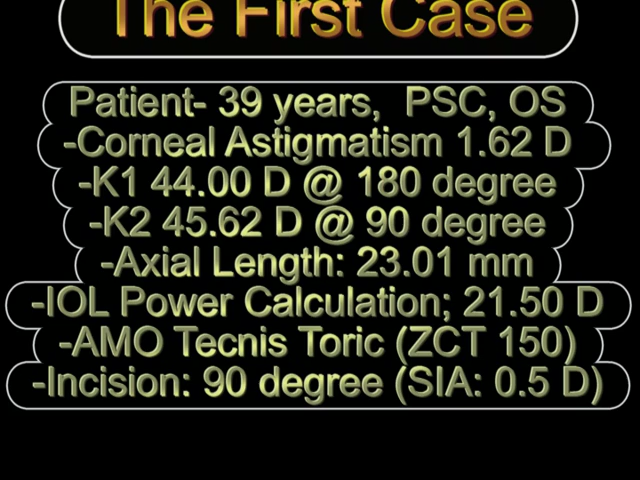 The First Case
Patient- 39 years, PSC, OS
-Corneal Astigmatism 1.62 D
-K1 44.00 D @ 180 degree
-K2 45.62 D @ 90 degree
-Axial Length: 23.01 mm
-IOL Power Calculation; 21.50 D
-AMO Tecnis Toric (ZCT 150)
-Incision: 90 degree (SIA: 0.5 D)